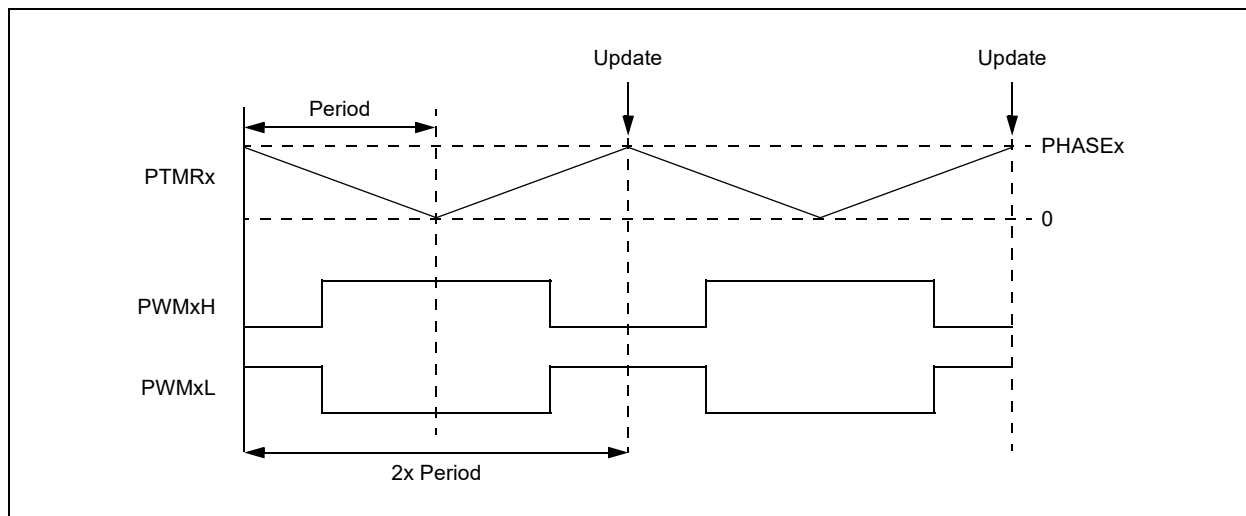 Update
Update
Period
PHASEx
PTMRx
0
PWMxH
PWMxL
2x Period